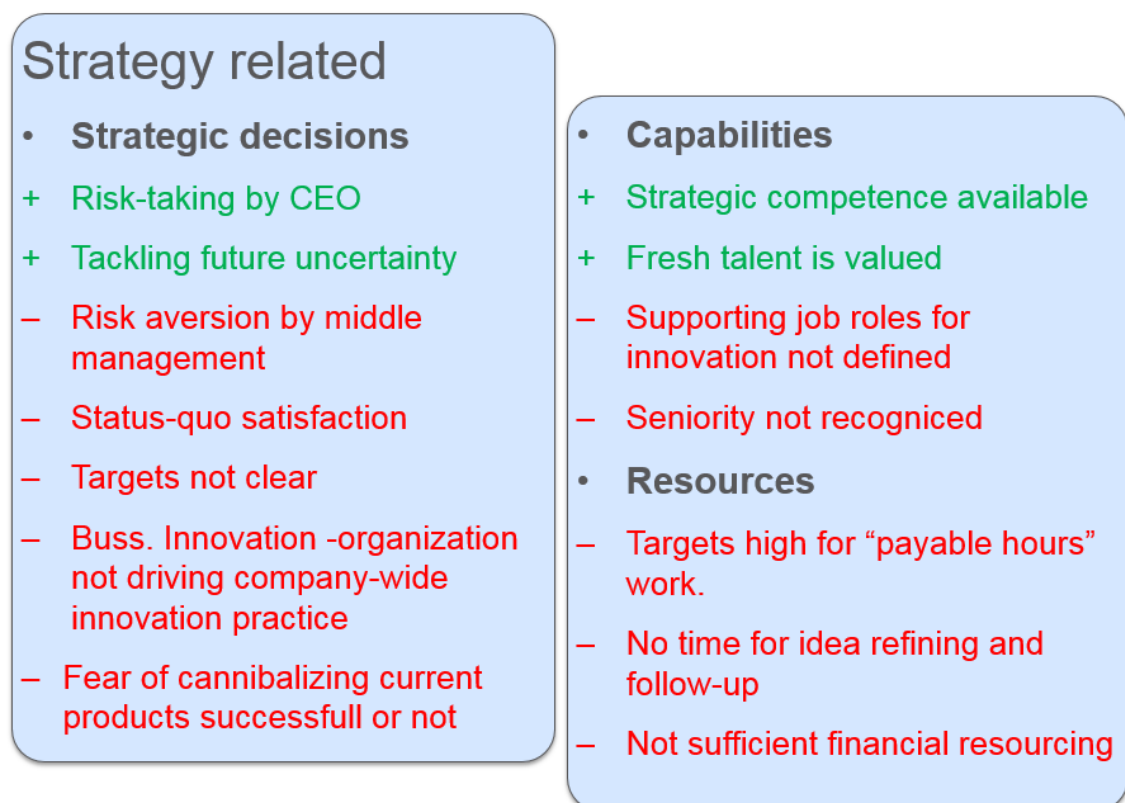 Strategy related
• Strategic decisions
+ Risk-taking by CEO
+ Tackling future uncertainty
– Risk aversion by middle
management
– Status-quo satisfaction
– Targets not clear
– Buss. Innovation -organization
not driving company-wide
innovation practice
– Fear of cannibalizing current
products successfull or not
• Capabilities
+ Strategic competence available
+ Fresh talent is valued
– Supporting job roles for
innovation not defined
– Seniority not recogniced
• Resources
– Targets high for “payable hours”
work.
– No time for idea refining and
follow-up
– Not sufficient financial resourcing